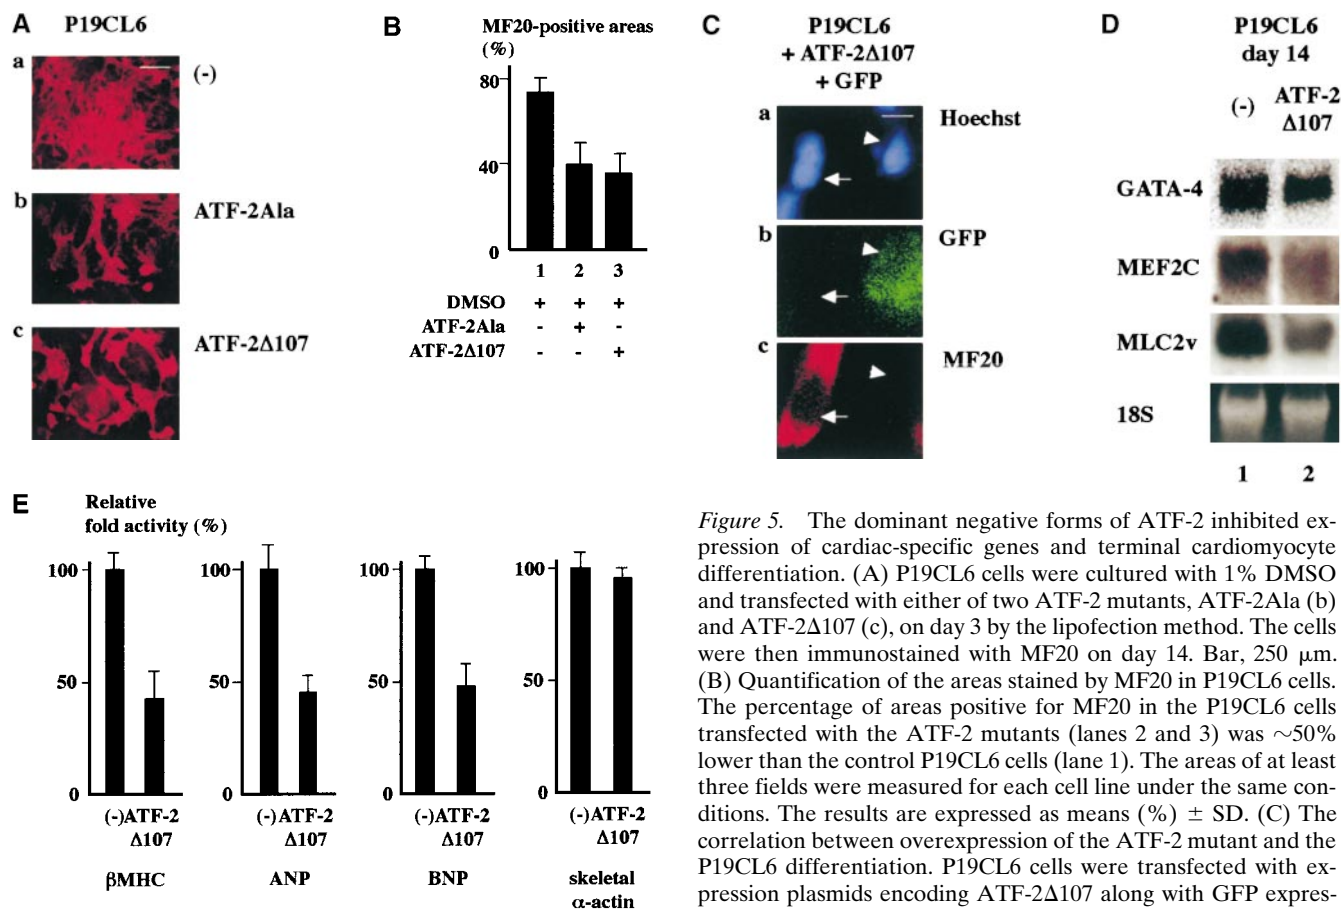 A
P19CL6
a
(-)
b
ATF-2Ala
c
ATF-2Δ107
B
MF20-positive areas
(%)
80
40
0
1 2 3
DMSO + + +
ATF-2Ala - + -
ATF-2Δ107 - - +
C
P19CL6
+ ATF-2Δ107
+ GFP
a
Hoechst
b
GFP
c
MF20
D
P19CL6
day 14
(-) ATF-2
Δ107
GATA-4
MEF2C
MLC2v
18S
1 2
E
Relative
fold activity (%)
100
50
0
(-) ATF-2
Δ107
βMHC
100
50
0
(-) ATF-2
Δ107
ANP
100
50
0
(-) ATF-2
Δ107
BNP
100
50
0
(-) ATF-2
Δ107
skeletal
α-actin
Figure 5. The dominant negative forms of ATF-2 inhibited ex-
pression of cardiac-specific genes and terminal cardiomyocyte
differentiation. (A) P19CL6 cells were cultured with 1% DMSO
and transfected with either of two ATF-2 mutants, ATF-2Ala (b)
and ATF-2Δ107 (c), on day 3 by the lipofection method. The cells
were then immunostained with MF20 on day 14. Bar, 250 μm.
(B) Quantification of the areas stained by MF20 in P19CL6 cells.
The percentage of areas positive for MF20 in the P19CL6 cells
transfected with the ATF-2 mutants (lanes 2 and 3) was ~50%
lower than the control P19CL6 cells (lane 1). The areas of at least
three fields were measured for each cell line under the same con-
ditions. The results are expressed as means (%) ± SD. (C) The
correlation between overexpression of the ATF-2 mutant and the
P19CL6 differentiation. P19CL6 cells were transfected with ex-
pression plasmids encoding ATF-2Δ107 along with GFP expres-